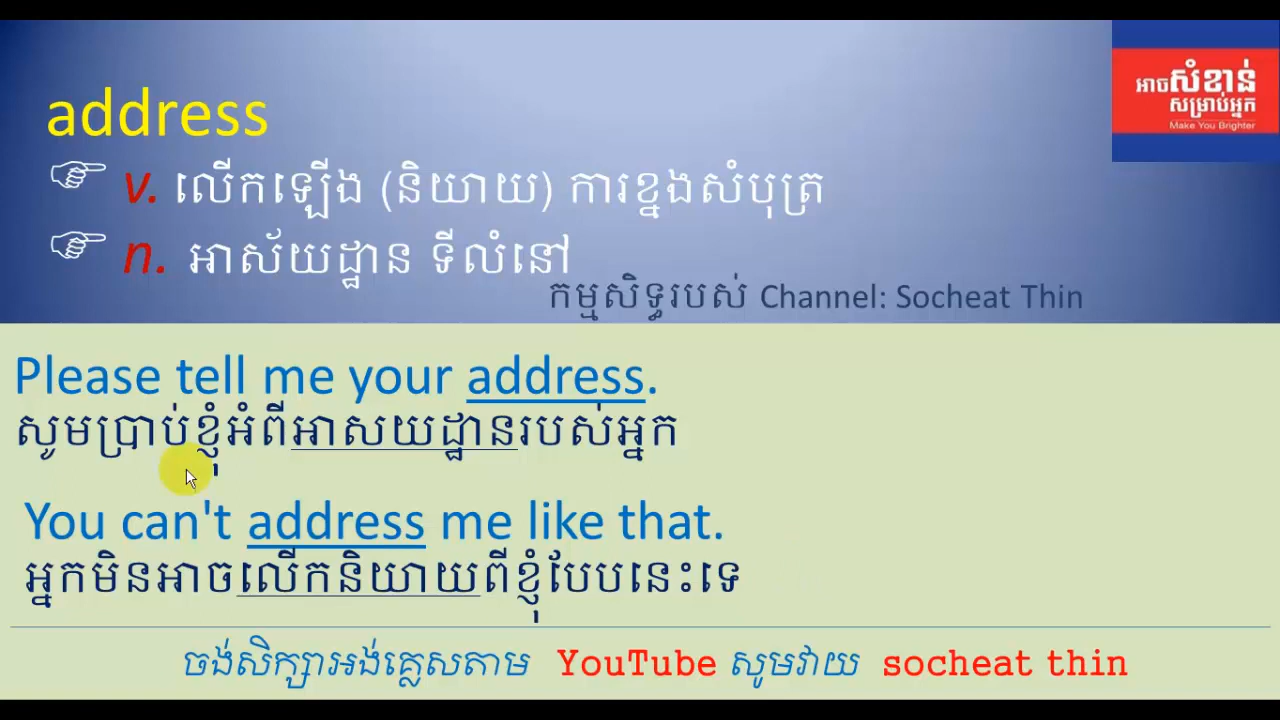 អាចសំខាន់
សម្រាប់អ្នក
Make You Brighter
address
v. លើកឡើង (និយាយ) ការខ្នងសំបុត្រ
n. អាស័យដ្ឋាន ទីលំនៅ
កម្មសិទ្ធរបស់ Channel: Socheat Thin
Please tell me your address.
សូមប្រាប់ខ្ញុំអំពីអាសយដ្ឋានរបស់អ្នក
You can't address me like that.
អ្នកមិនអាចលើកនិយាយពីខ្ញុំបែបនេះទេ
ចង់សិក្សាអង់គ្លេសតាម YouTube សូមវាយ socheat thin